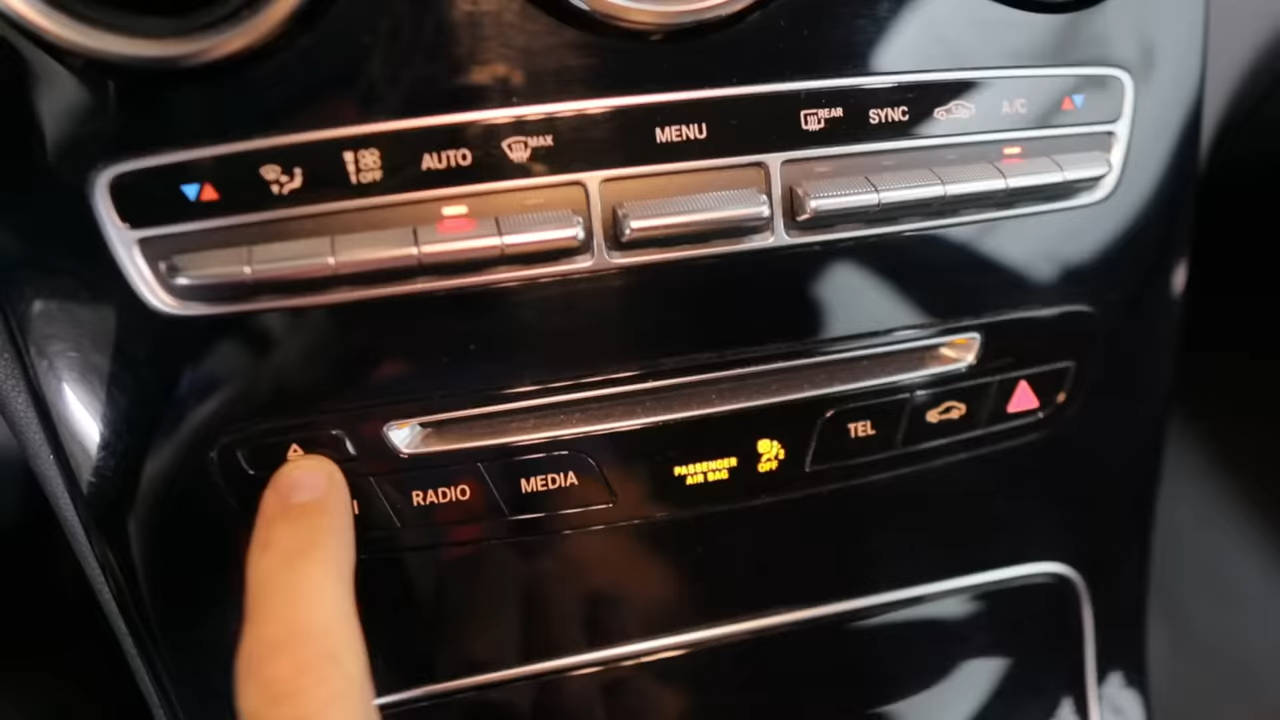 OFF
AUTO
MAX
MENU
REAR
SYNC
A/C
RADIO
MEDIA
PASSENGER
AIR BAG
OFF
TEL